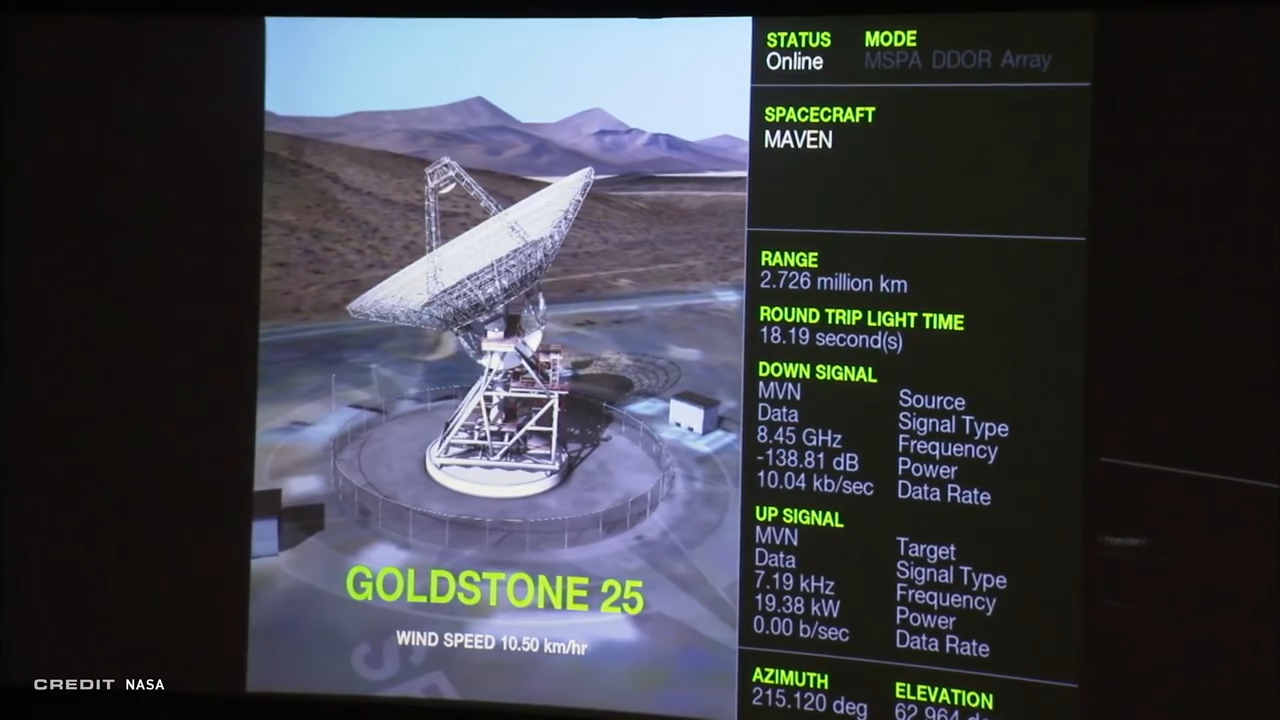 STATUS MODE
Online MSPA DDOR Array
SPACECRAFT
MAVEN
RANGE
2.726 million km
ROUND TRIP LIGHT TIME
18.19 second(s)
DOWN SIGNAL
MVN Source
Data Signal Type
8.45 GHz Frequency
-138.81 dB Power
10.04 kb/sec Data Rate
UP SIGNAL
MVN Target
Data Signal Type
7.19 kHz Frequency
19.38 kW Power
0.00 b/sec Data Rate
AZIMUTH ELEVATION
215.120 deg 62.964
GOLDSTONE 25
WIND SPEED 10.50 km/hr
CREDIT NASA